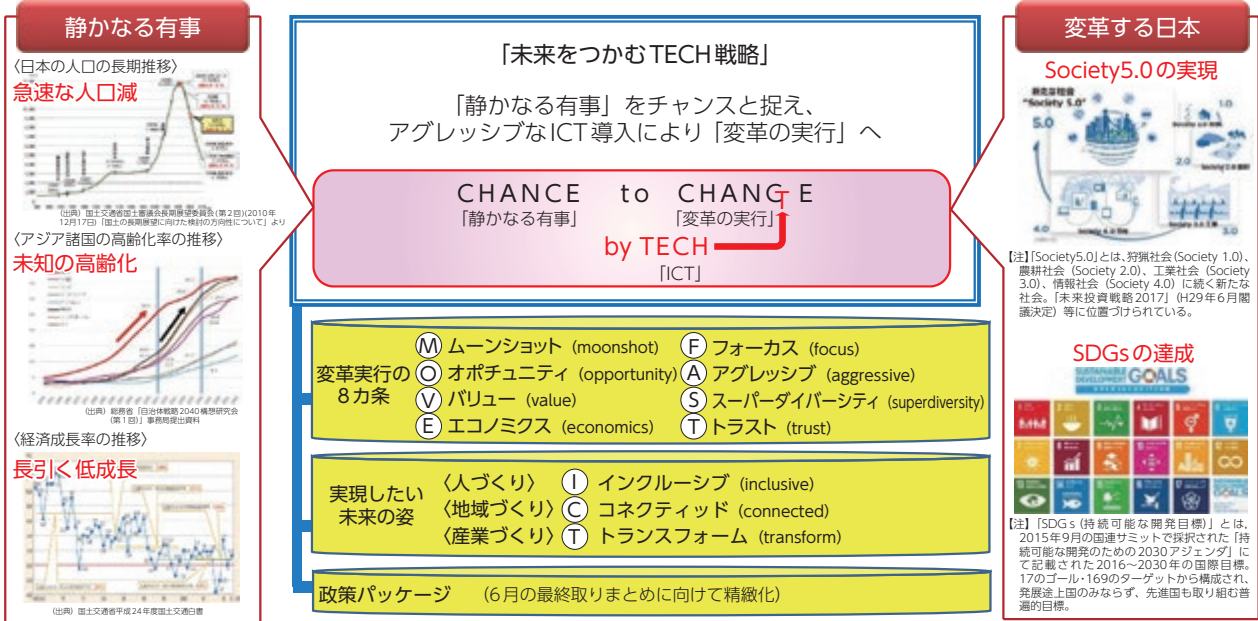 静かなる有事
〈日本の人口の長期推移〉
急速な人口減
(出典) 国土交通省国土審議会長期展望委員会(第2回)(2010年
12月17日)「国土の長期展望に向けた検討の方向性について」より
〈アジア諸国の高齢化率の推移〉
未知の高齢化
(出典) 総務省「自治体戦略2040構想研究会
(第1回)」事務局提出資料
〈経済成長率の推移〉
長引く低成長
(出典) 国土交通省平成24年度国土交通白書
「未来をつかむTECH戦略」
「静かなる有事」をチャンスと捉え、
アグレッシブなICT導入により「変革の実行」へ
CHANCE to CHANGE
T
「静かなる有事」 「変革の実行」
by TECH
「ICT」
変革実行の
8カ条
M ムーンショット (moonshot)
O オポチュニティ (opportunity)
V バリュー (value)
E エコノミクス (economics)
F フォーカス (focus)
A アグレッシブ (aggressive)
S スーパーダイバーシティ (superdiversity)
T トラスト (trust)
実現したい
未来の姿
〈人づくり〉 I インクルーシブ (inclusive)
〈地域づくり〉 C コネクティッド (connected)
〈産業づくり〉 T トランスフォーム (transform)
政策パッケージ (6月の最終取りまとめに向けて精緻化)
変革する日本
Society5.0の実現
新たな社会
"Society 5.0"
5.0
1.0
2.0
4.0
3.0
【注】「Society5.0」とは、狩猟社会(Society 1.0)、
農耕社会 (Society 2.0)、工業社会 (Society
3.0)、情報社会 (Society 4.0) に続く新たな
社会。「未来投資戦略2017」(H29年6月閣
議決定) 等に位置づけられている。
SDGsの達成
SUSTAINABLE
DEVELOPMENT GOALS
【注】「SDGs (持続可能な開発目標)」とは、
2015年9月の国連サミットで採択された「持
続可能な開発のための2030アジェンダ」に
て記載された2016〜2030年の国際目標。
17のゴール・169のターゲットから構成され、
発展途上国のみならず、先進国も取り組む普
遍的目標。